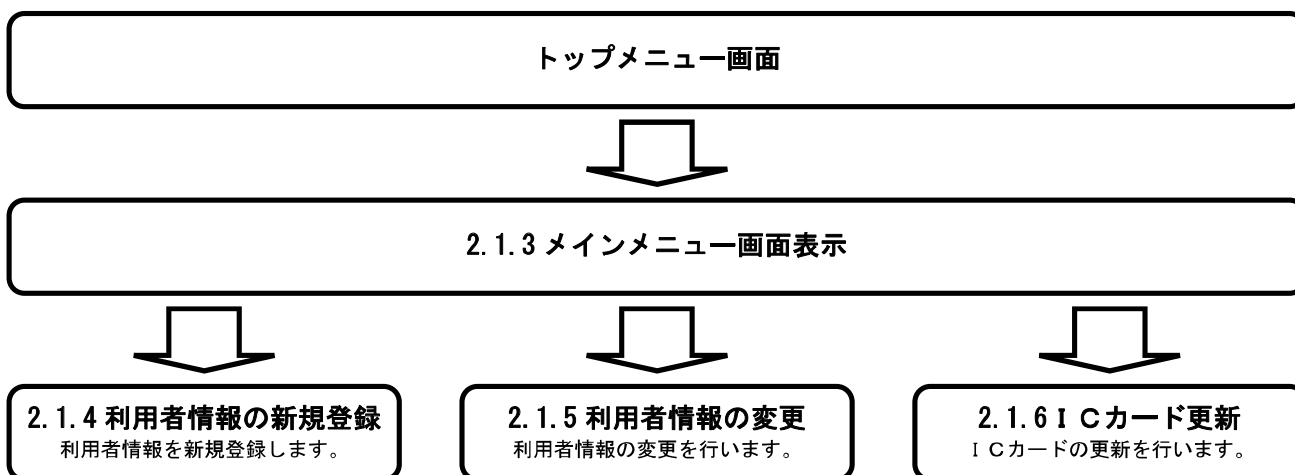 トップメニュー画面
2.1.3 メインメニュー画面表示
2.1.4 利用者情報の新規登録
利用者情報を新規登録します。
2.1.5 利用者情報の変更
利用者情報の変更を行います。
2.1.6 ＩＣカード更新
ＩＣカードの更新を行います。